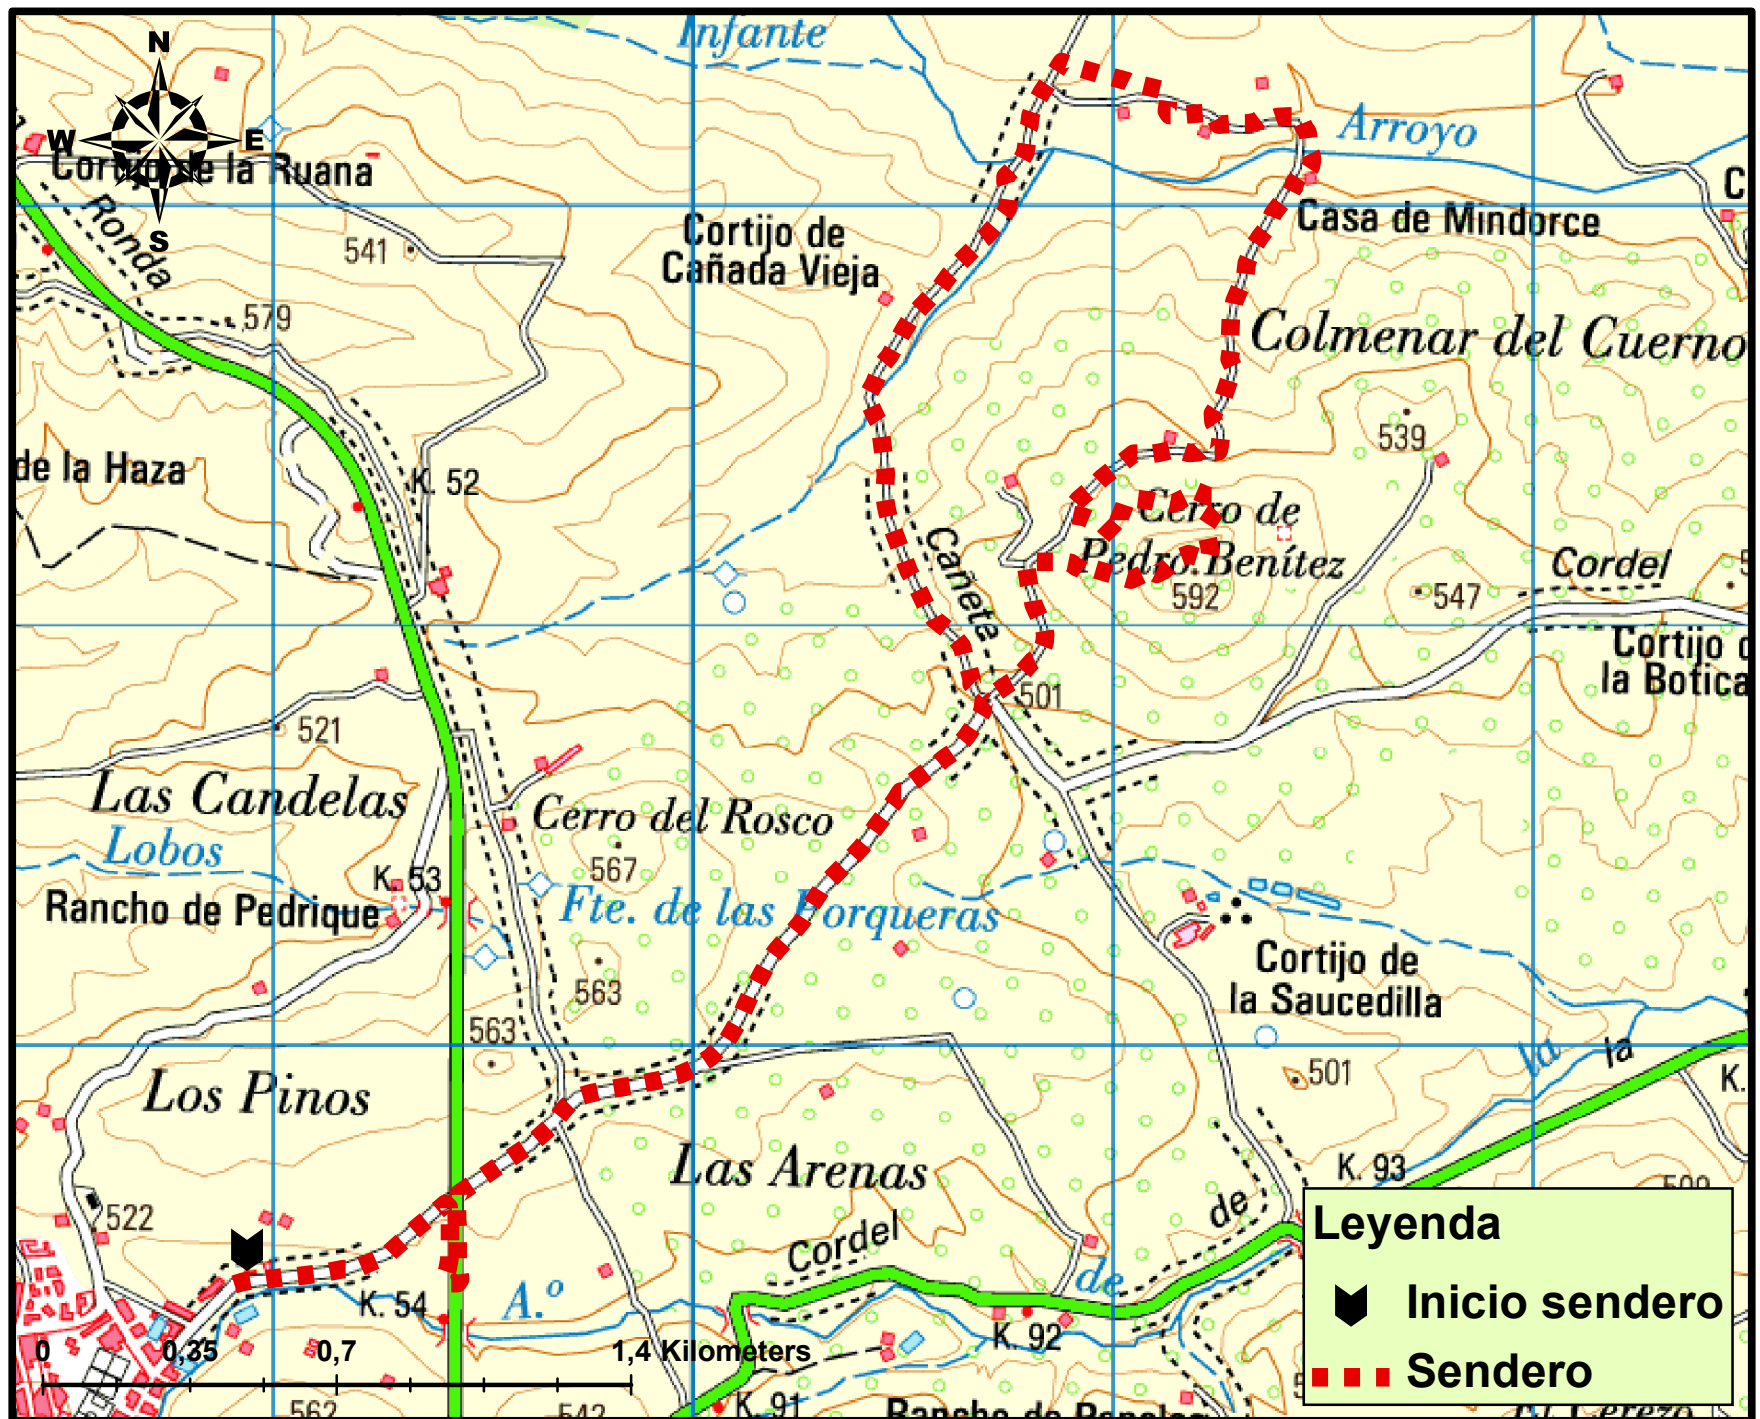 Infante
N
W
E
S
Cortijo de la Ruana
Ronda
541
579
Arroyo
Casa de Mindorce
Cortijo de
Cañada Vieja
Colmenar del Cuerno
de la Haza
K. 52
539
Cerro de
Pedro Benítez
592
Cañete
547
Cordel
Cortijo
la Botica
501
521
Las Candelas
Lobos
K. 53
Rancho de Pedrique
Cerro del Rosco
567
Fte. de las Porqueras
563
563
Cortijo de
la Saucedilla
501
la
la
K.
Los Pinos
522
Las Arenas
K. 93
de
Cordel
de
K. 54
A.º
K. 92
K. 91
0
0,35
0,7
1,4 Kilometers
562
542
Leyenda
Inicio sendero
Sendero